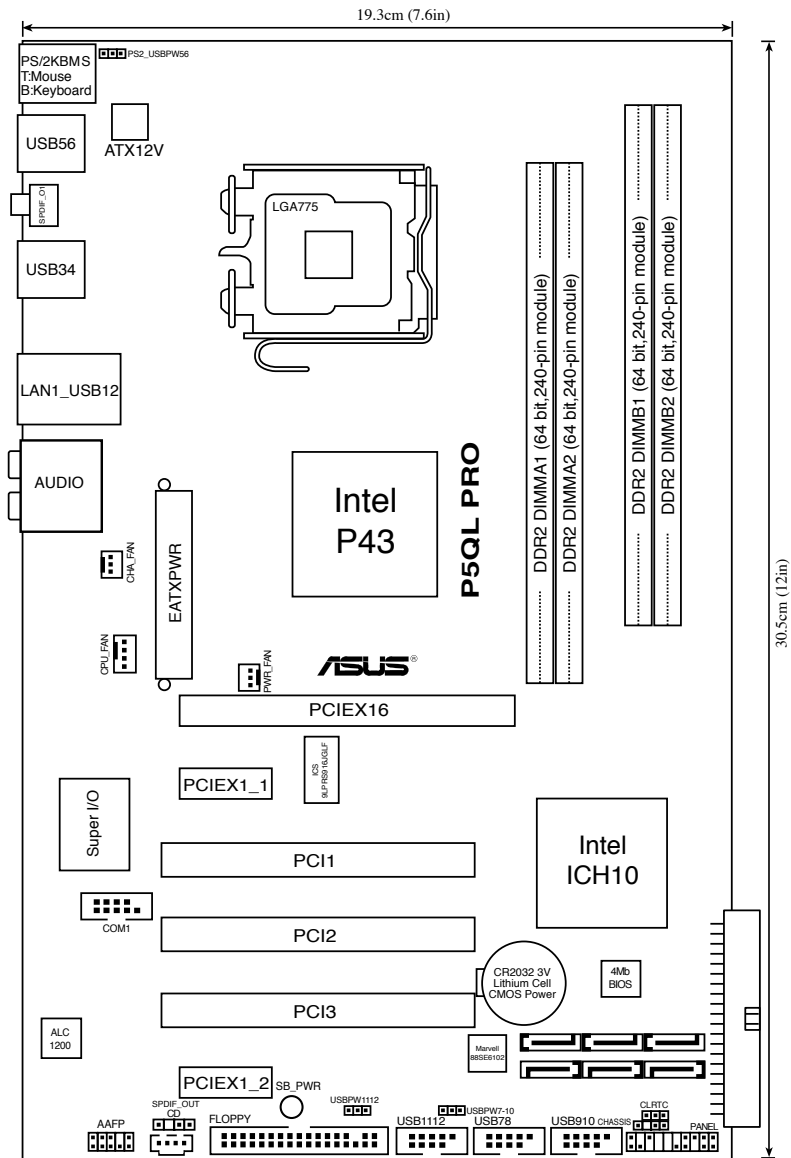 19.3cm (7.6in)
PS/2KBMS
T:Mouse
B:Keyboard
PS2_USBPW56
USB56
ATX12V
SPDIF_O1
LGA775
USB34
LAN1_USB12
AUDIO
DDR2 DIMMA1 (64 bit,240-pin module)
DDR2 DIMMA2 (64 bit,240-pin module)
DDR2 DIMMB1 (64 bit,240-pin module)
DDR2 DIMMB2 (64 bit,240-pin module)
Intel
P43
P5QL PRO
30.5cm (12in)
CHA_FAN
CPU_FAN
EATXPWR
PWR_FAN
ASUS®
PCIEX16
PCIEX1_1
ICS
9LPRS916JGLF
Super I/O
Intel
ICH10
PCI1
COM1
PCI2
CR2032 3V
Lithium Cell
CMOS Power
4Mb
BIOS
PCI3
ALC
1200
Marvell
88SE6102
PCIEX1_2
SB_PWR
AAFP
SPDIF_OUT
CD
FLOPPY
USBPW1112
USB1112
USBPW7-10
USB78
USB910
CHASSIS
CLRTC
PANEL